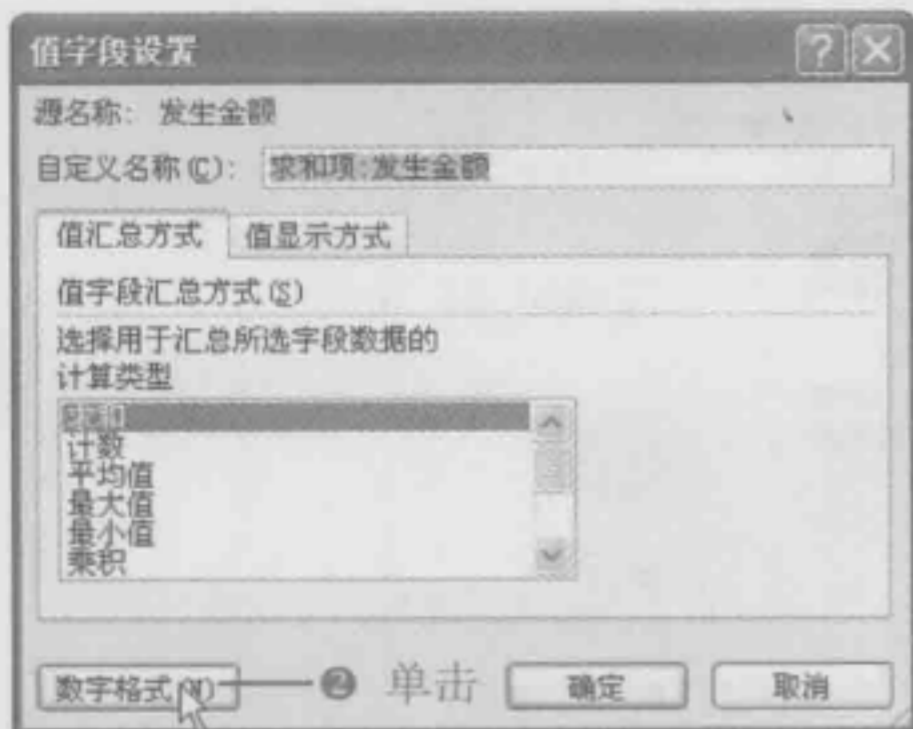 值字段设置
源名称: 发生金额
自定义名称(C): 求和项:发生金额
值汇总方式 值显示方式
值字段汇总方式(S)
选择用于汇总所选字段数据的
计算类型
计数
平均值
最大值
最小值
乘积
数字格式(N) ❷ 单击 确定 取消